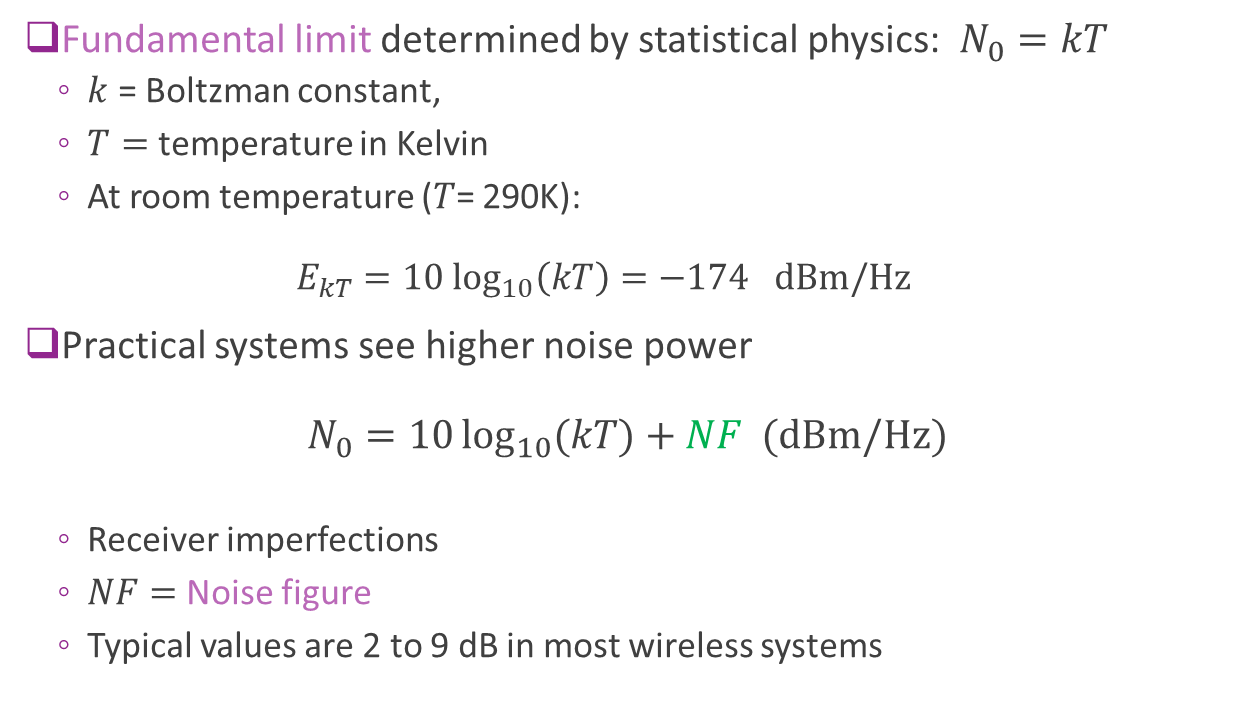 ❑Fundamental limit determined by statistical physics: N₀ = kT
◦ k = Boltzman constant,
◦ T = temperature in Kelvin
◦ At room temperature (T= 290K):
E_{kT} = 10 log₁₀(kT) = −174 dBm/Hz
❑Practical systems see higher noise power
N₀ = 10 log₁₀(kT) + NF (dBm/Hz)
◦ Receiver imperfections
◦ NF = Noise figure
◦ Typical values are 2 to 9 dB in most wireless systems